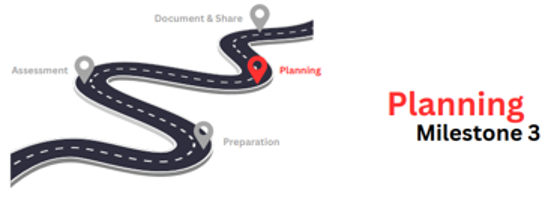 Document & Share
Assessment
Planning
Preparation
Planning
Milestone 3